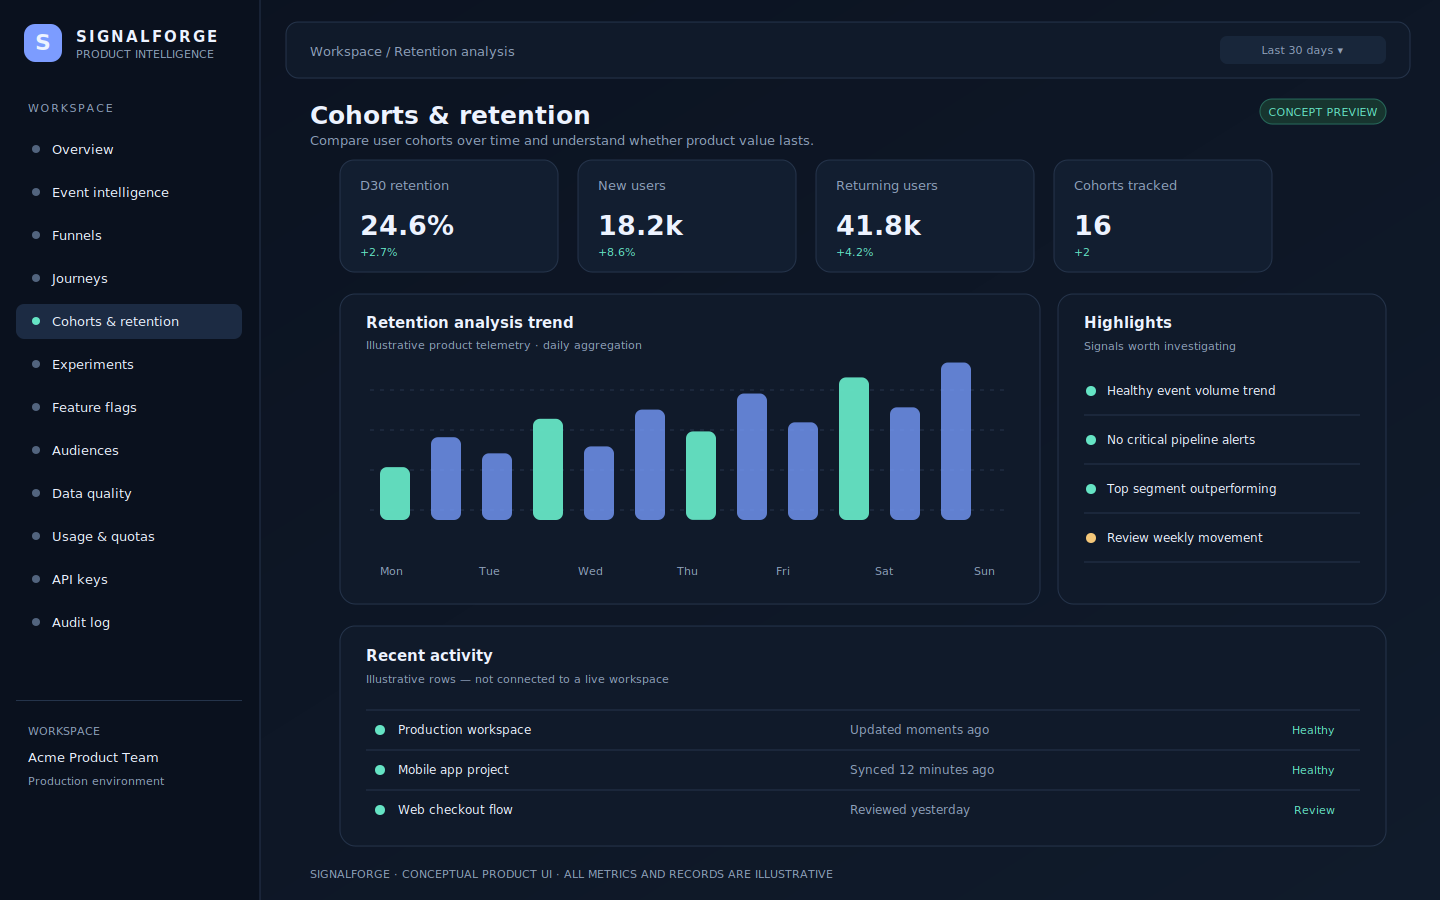 S
SIGNALFORGE
PRODUCT INTELLIGENCE
WORKSPACE
Overview
Event intelligence
Funnels
Journeys
Cohorts & retention
Experiments
Feature flags
Audiences
Data quality
Usage & quotas
API keys
Audit log
WORKSPACE
Acme Product Team
Production environment
Workspace / Retention analysis
Last 30 days ▾
Cohorts & retention
CONCEPT PREVIEW
Compare user cohorts over time and understand whether product value lasts.
D30 retention
24.6%
+2.7%
New users
18.2k
+8.6%
Returning users
41.8k
+4.2%
Cohorts tracked
16
+2
Retention analysis trend
Illustrative product telemetry · daily aggregation
Mon Tue Wed Thu Fri Sat Sun
Highlights
Signals worth investigating
Healthy event volume trend
No critical pipeline alerts
Top segment outperforming
Review weekly movement
Recent activity
Illustrative rows — not connected to a live workspace
Production workspace Updated moments ago Healthy
Mobile app project Synced 12 minutes ago Healthy
Web checkout flow Reviewed yesterday Review
SIGNALFORGE · CONCEPTUAL PRODUCT UI · ALL METRICS AND RECORDS ARE ILLUSTRATIVE